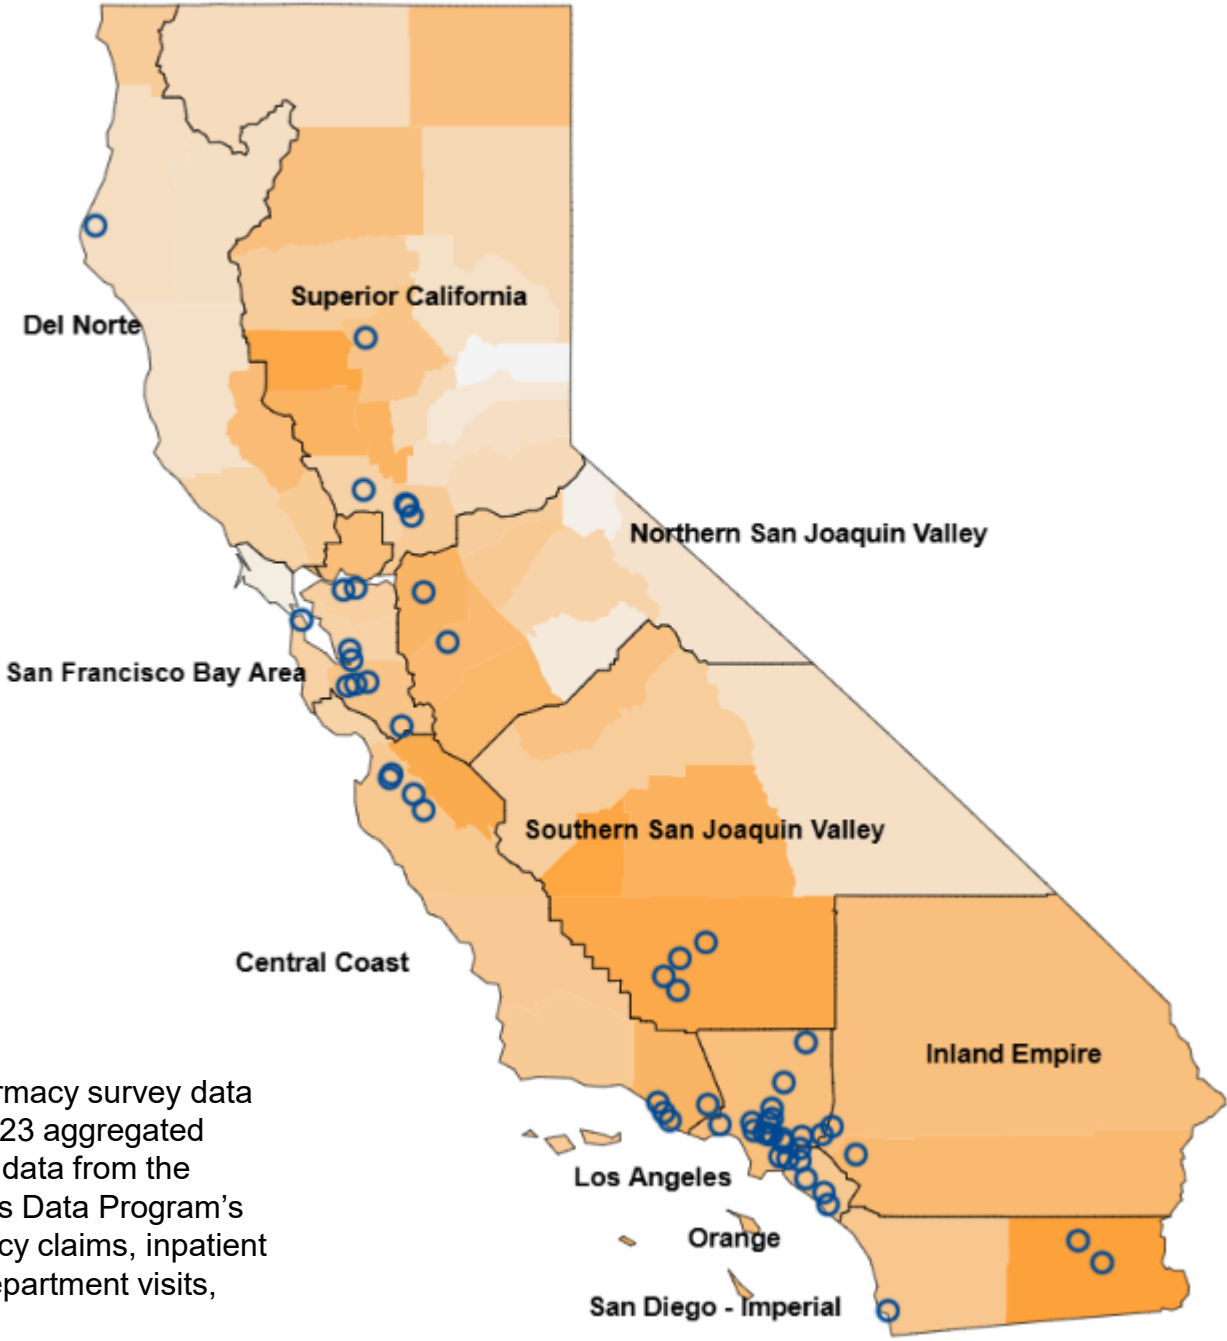 Superior California
Del Norte
Northern San Joaquin Valley
San Francisco Bay Area
Southern San Joaquin Valley
Central Coast
Inland Empire
rmacy survey data
23 aggregated
data from the
s Data Program’s
cy claims, inpatient
epartment visits,
Los Angeles
Orange
San Diego - Imperial